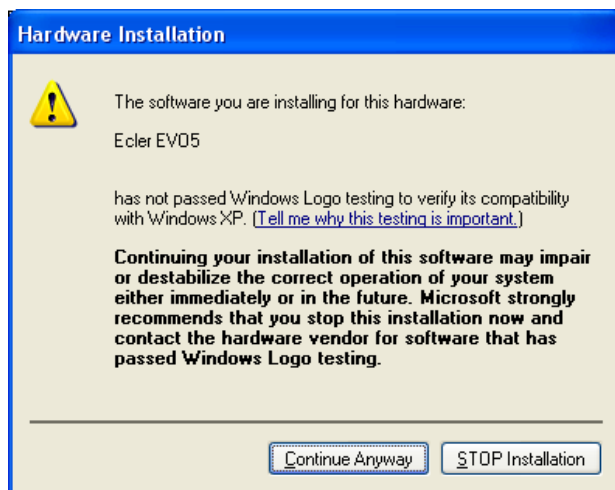 Hardware Installation
The software you are installing for this hardware:
Ecler EVO5
has not passed Windows Logo testing to verify its compatibility
with Windows XP. (Tell me why this testing is important.)
Continuing your installation of this software may impair
or destabilize the correct operation of your system
either immediately or in the future. Microsoft strongly
recommends that you stop this installation now and
contact the hardware vendor for software that has
passed Windows Logo testing.
Continue Anyway
STOP Installation